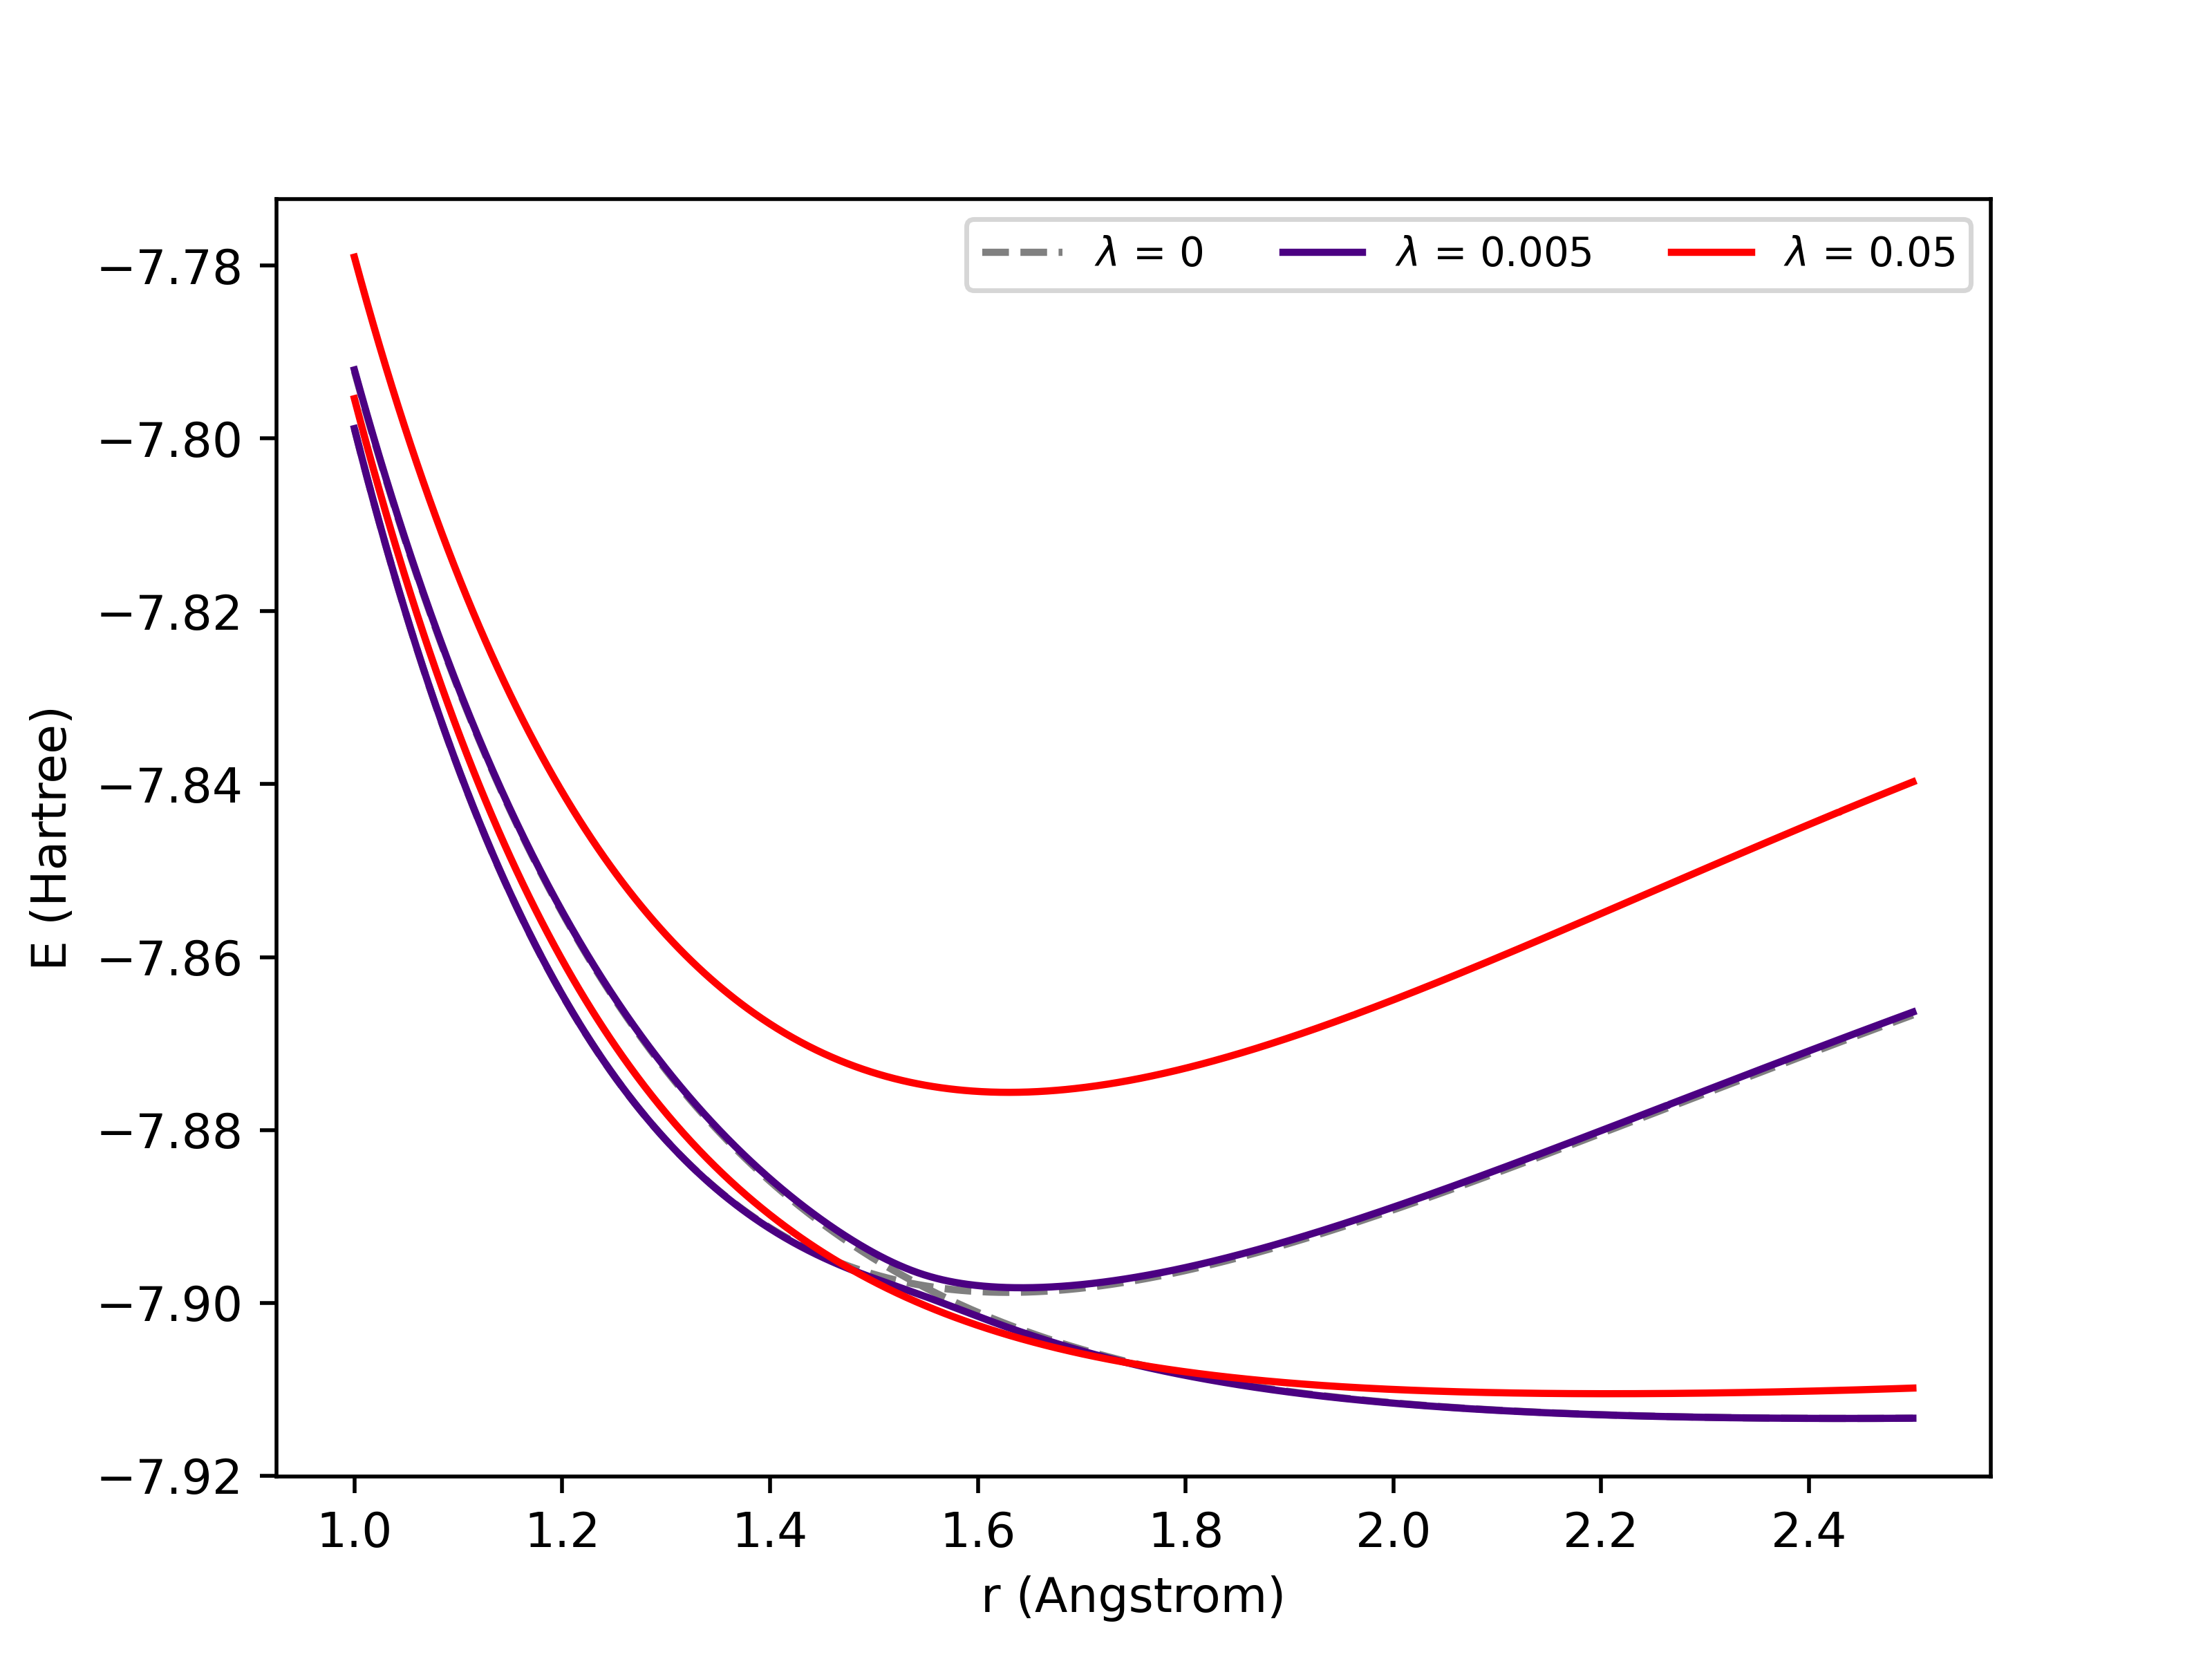 λ = 0 λ = 0.005 λ = 0.05
−7.78
−7.80
−7.82
−7.84
−7.86
−7.88
−7.90
−7.92
E (Hartree)
1.0 1.2 1.4 1.6 1.8 2.0 2.2 2.4
r (Angstrom)